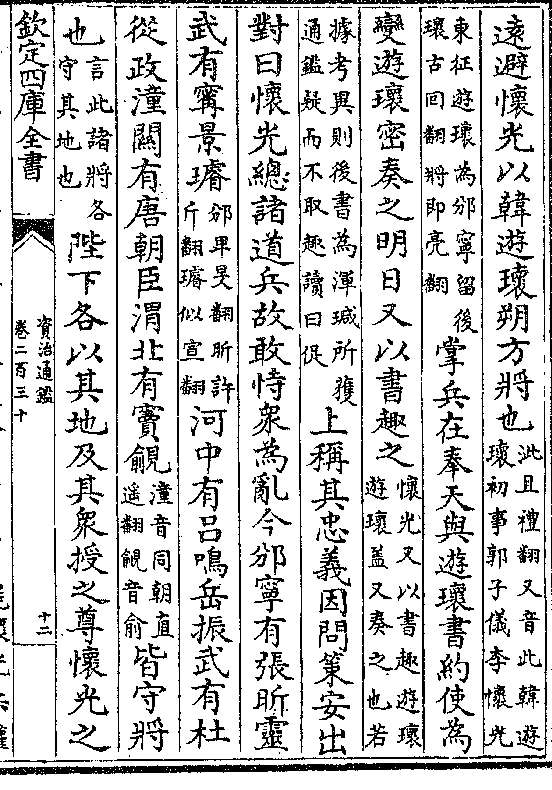 遠避懷光以韓遊瓌朔方將也泚且禮翻又音此韓遊瓌初事郭子儀李懷光
東征遊瓌為邠寧留後瓌古回翻將即亮翻掌兵在奉天與遊瓌書約使為
變遊瓌密奏之明日又以書趣之懷光又以書趣遊瓌遊瓌蓋又奏之也若
據考異則後書為渾瑊所獲通鑑疑而不取趣讀曰促上稱其忠義因問策安出
對曰懷光總諸道兵故敢恃衆為亂今邠寧有張昕靈
武有寗景璿邠卑旻翻昕許斤翻璿似宣翻河中有呂鳴岳振武有杜
從政潼關有唐朝臣渭北有竇覦潼音同朝直遥翻覦音俞皆守將
也言此諸將各守其地也陛下各以其地及其衆授之尊懷光之
欽定四庫全書
資治通鑑
卷二百三十
十二